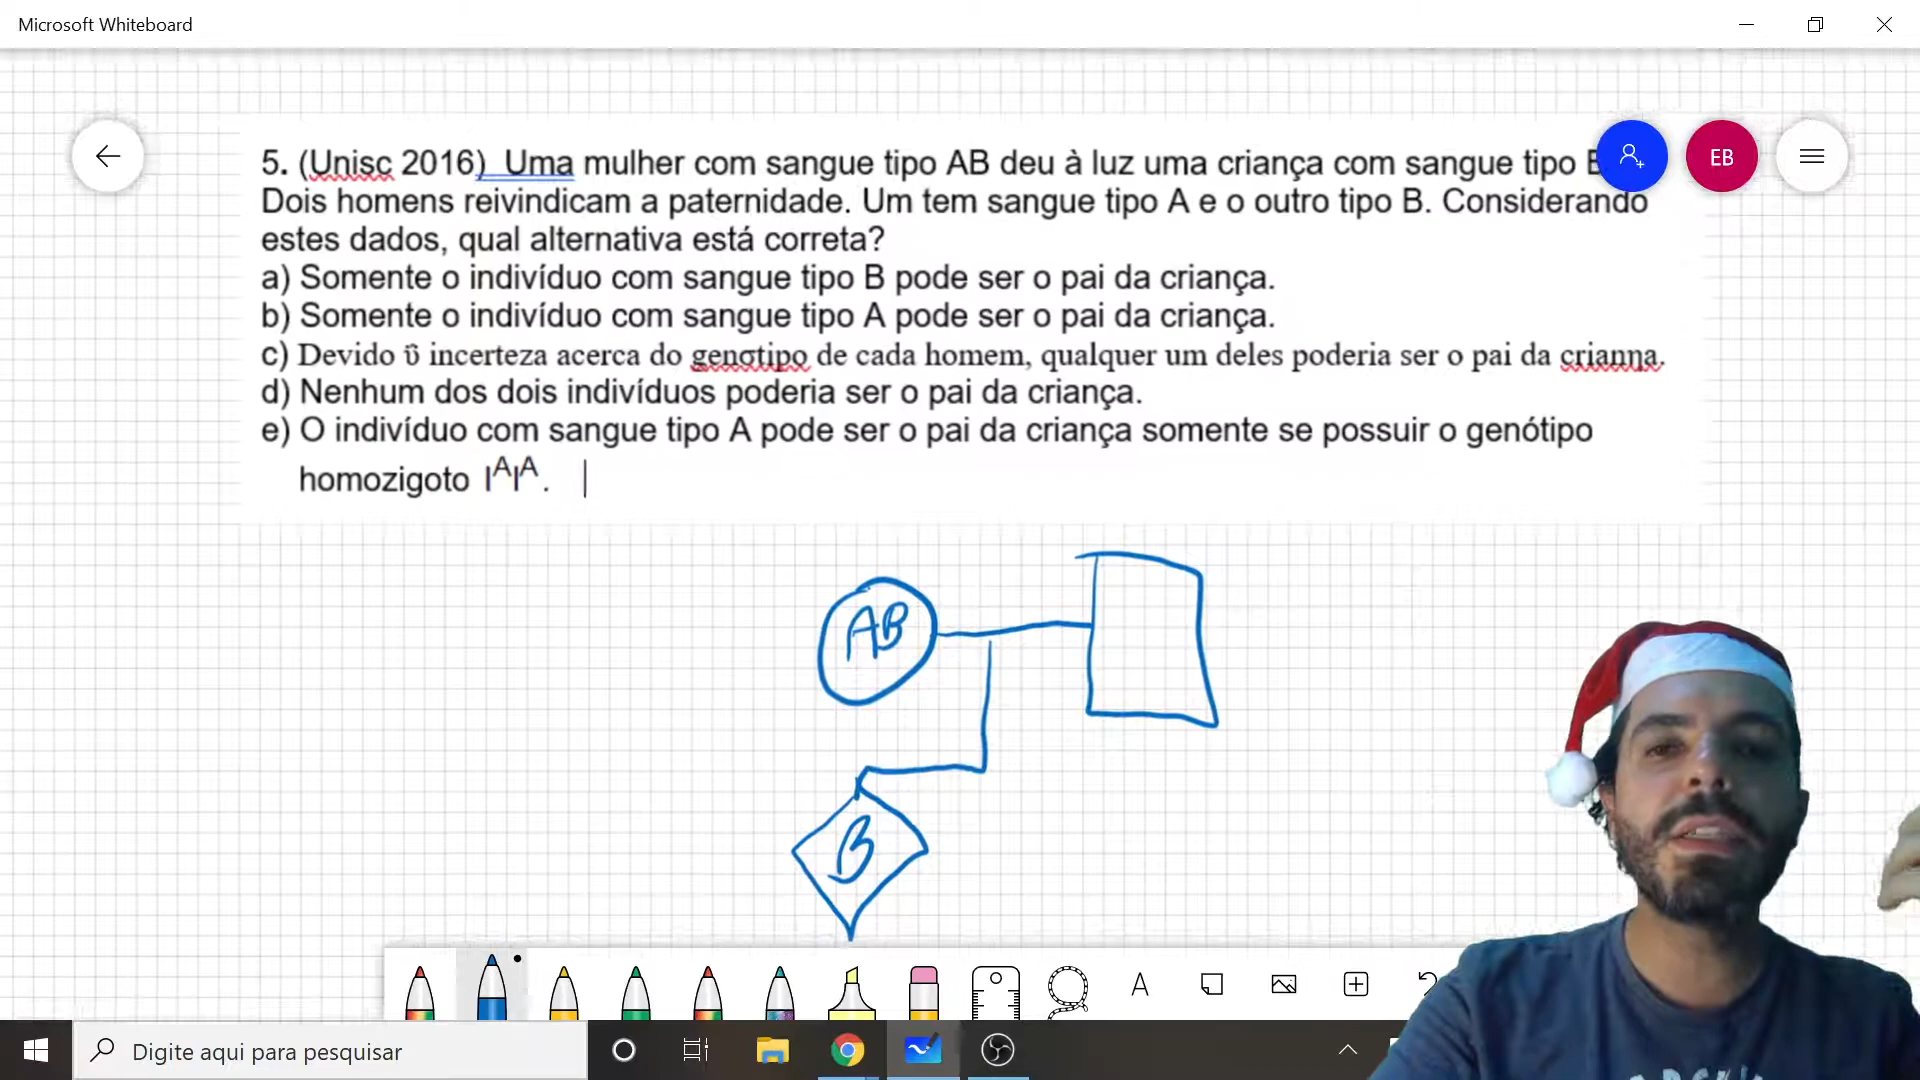 Microsoft Whiteboard
5. (Unisc 2016) Uma mulher com sangue tipo AB deu à luz uma criança com sangue tipo
EB
Dois homens reivindicam a paternidade. Um tem sangue tipo A e o outro tipo B. Considerando
estes dados, qual alternativa está correta?
a) Somente o indivíduo com sangue tipo B pode ser o pai da criança.
b) Somente o indivíduo com sangue tipo A pode ser o pai da criança.
c) Devido ΰ incerteza acerca do genσtipo de cada homem, qualquer um deles poderia ser o pai da crianηa.
d) Nenhum dos dois indivíduos poderia ser o pai da criança.
e) O indivíduo com sangue tipo A pode ser o pai da criança somente se possuir o genótipo
homozigoto I^A I^A.
AB
B
A
Digite aqui para pesquisar